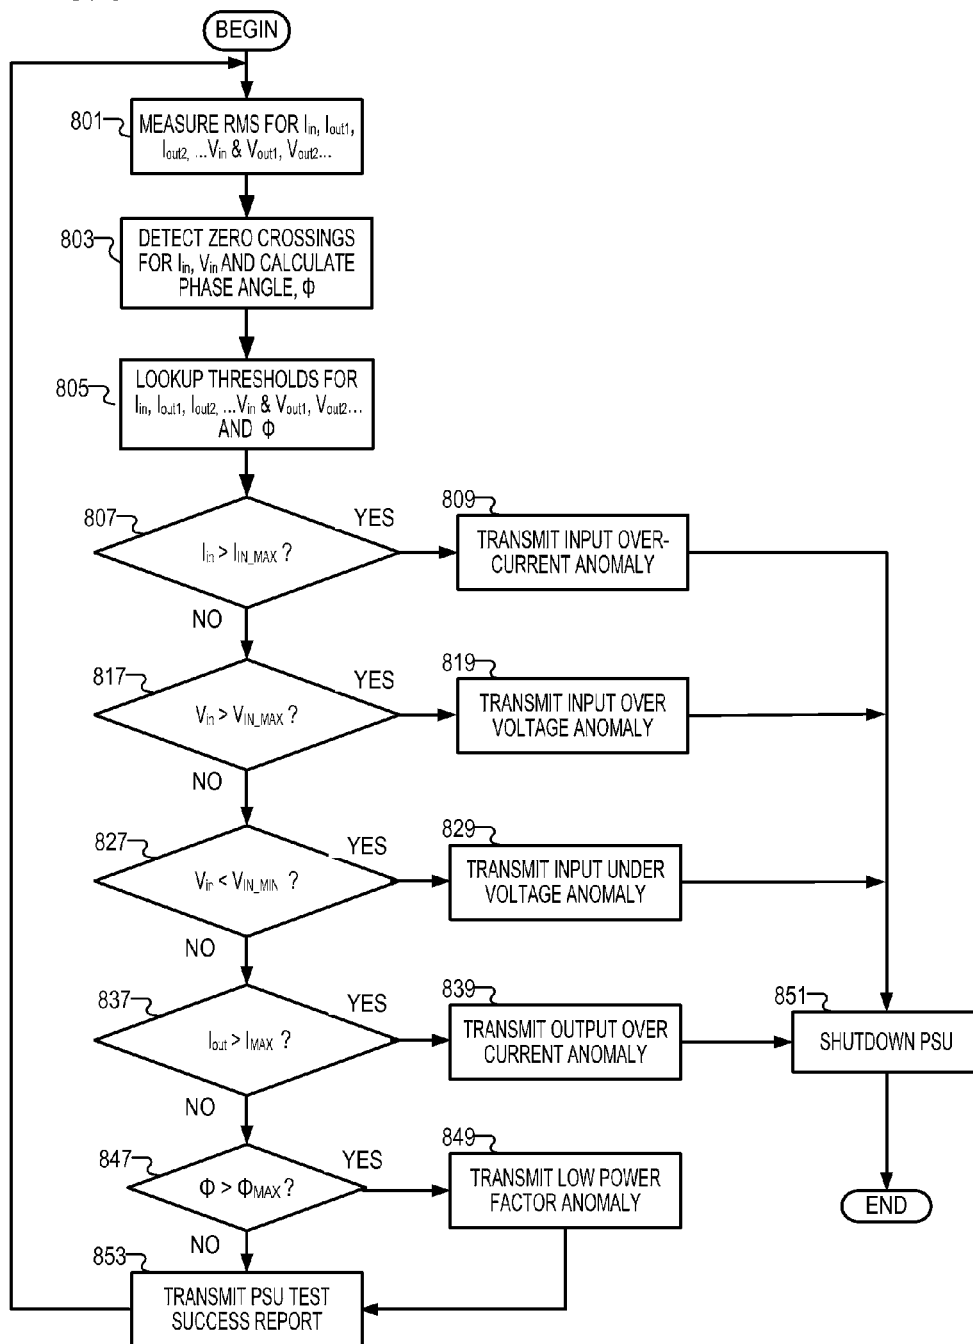 BEGIN
801
MEASURE RMS FOR Iin, Iout1,
Iout2, ...Vin & Vout1, Vout2...
803
DETECT ZERO CROSSINGS
FOR Iin, Vin AND CALCULATE
PHASE ANGLE, Φ
805
LOOKUP THRESHOLDS FOR
Iin, Iout1, Iout2, ...Vin & Vout1, Vout2...
AND Φ
807
Iin > IIN_MAX ?
YES
NO
809
TRANSMIT INPUT OVER-
CURRENT ANOMALY
817
Vin > VIN_MAX ?
YES
NO
819
TRANSMIT INPUT OVER
VOLTAGE ANOMALY
827
Vin < VIN_MIN ?
YES
NO
829
TRANSMIT INPUT UNDER
VOLTAGE ANOMALY
837
Iout > IMAX ?
YES
NO
839
TRANSMIT OUTPUT OVER
CURRENT ANOMALY
851
SHUTDOWN PSU
847
Φ > ΦMAX ?
YES
NO
849
TRANSMIT LOW POWER
FACTOR ANOMALY
END
853
TRANSMIT PSU TEST
SUCCESS REPORT